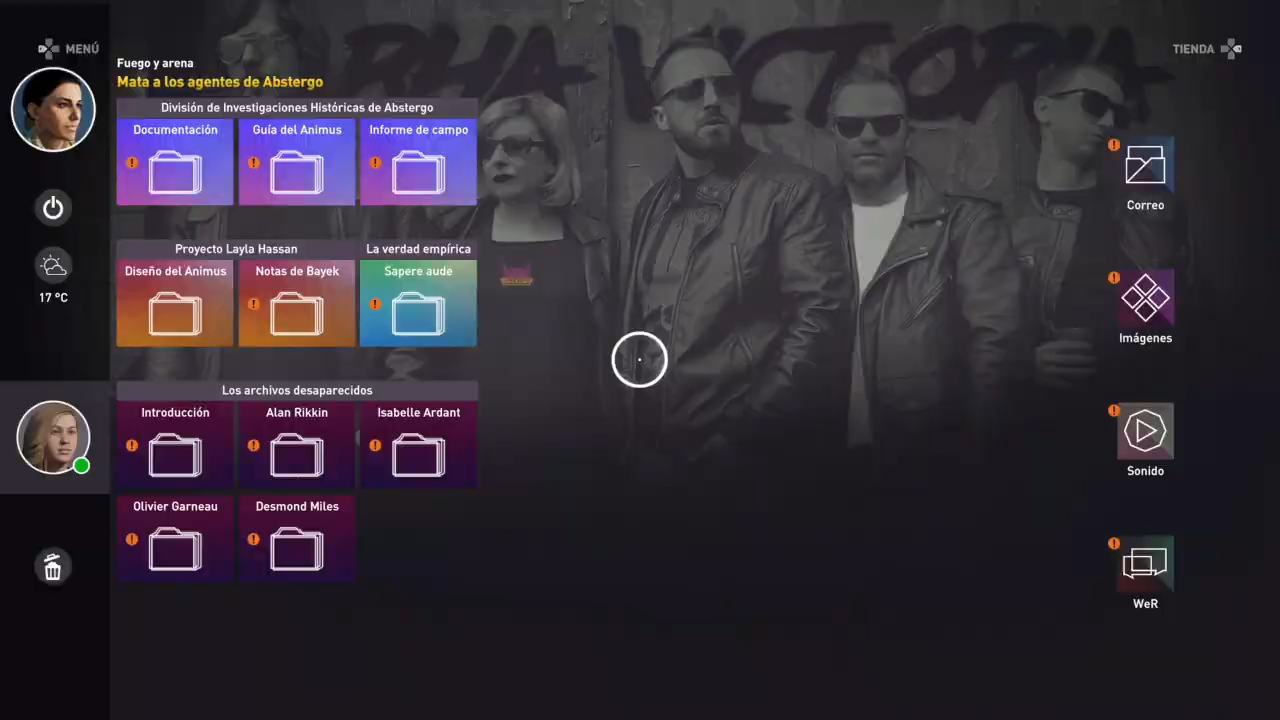 MENÚ
TIENDA
Fuego y arena
Mata a los agentes de Abstergo
División de Investigaciones Históricas de Abstergo
Documentación
Guía del Animus
Informe de campo
Proyecto Layla Hassan
La verdad empírica
Diseño del Animus
Notas de Bayek
Sapere aude
17 °C
Los archivos desaparecidos
Introducción
Alan Rikkin
Isabelle Ardant
Olivier Garneau
Desmond Miles
Correo
Imágenes
Sonido
WeR